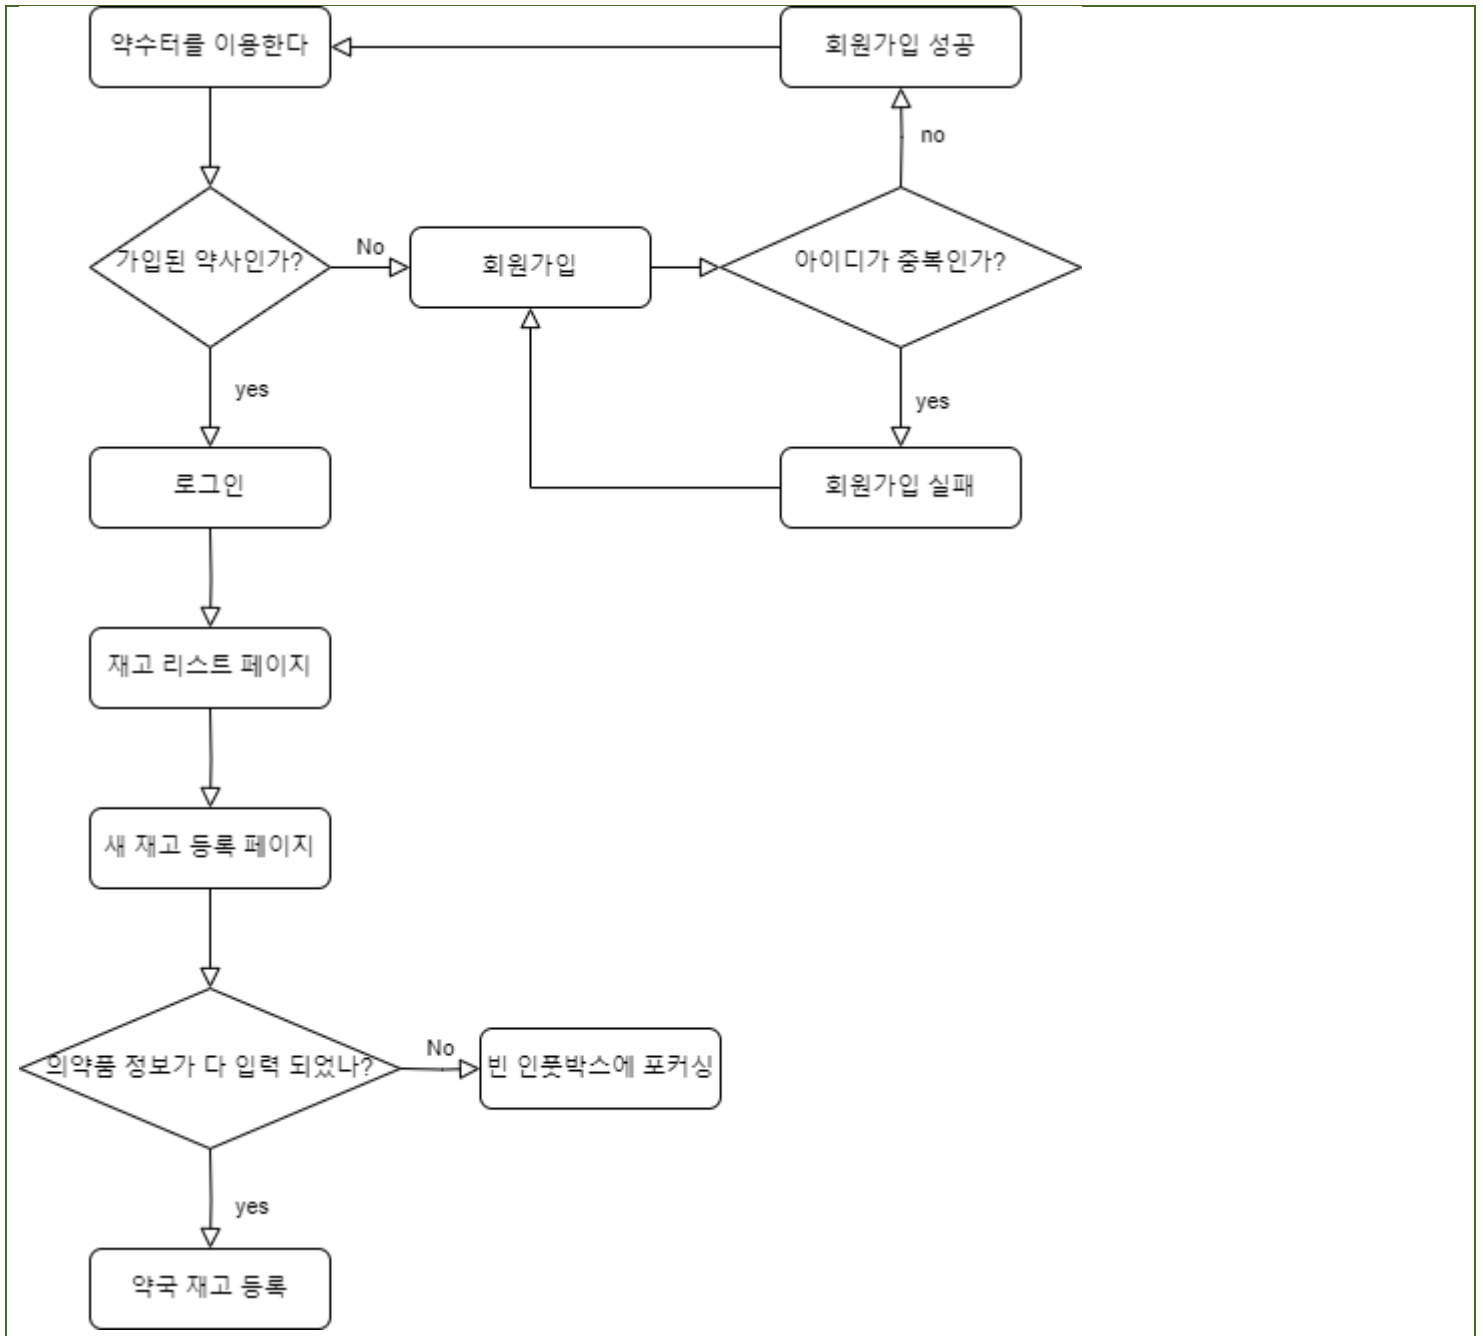 약수터를 이용한다
회원가입 성공
no
가입된 약사인가?
No
회원가입
아이디가 중복인가?
yes
yes
로그인
회원가입 실패
재고 리스트 페이지
새 재고 등록 페이지
의약품 정보가 다 입력 되었나?
No
빈 인풋박스에 포커싱
yes
약국 재고 등록